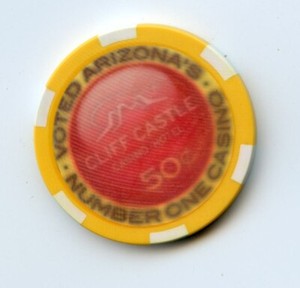 VOTED ARIZONA'S
CLIFF CASTLE
CASINO HOTEL
50¢
NUMBER ONE CASINO